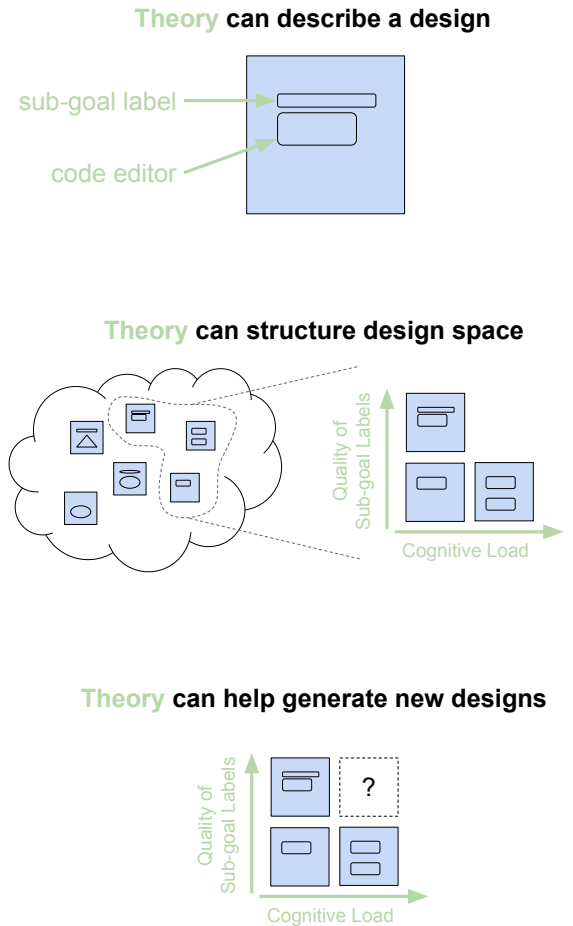 Theory can describe a design
sub-goal label
code editor
Theory can structure design space
Quality of
Sub-goal Labels
Cognitive Load
Theory can help generate new designs
Quality of
Sub-goal Labels
?
Cognitive Load